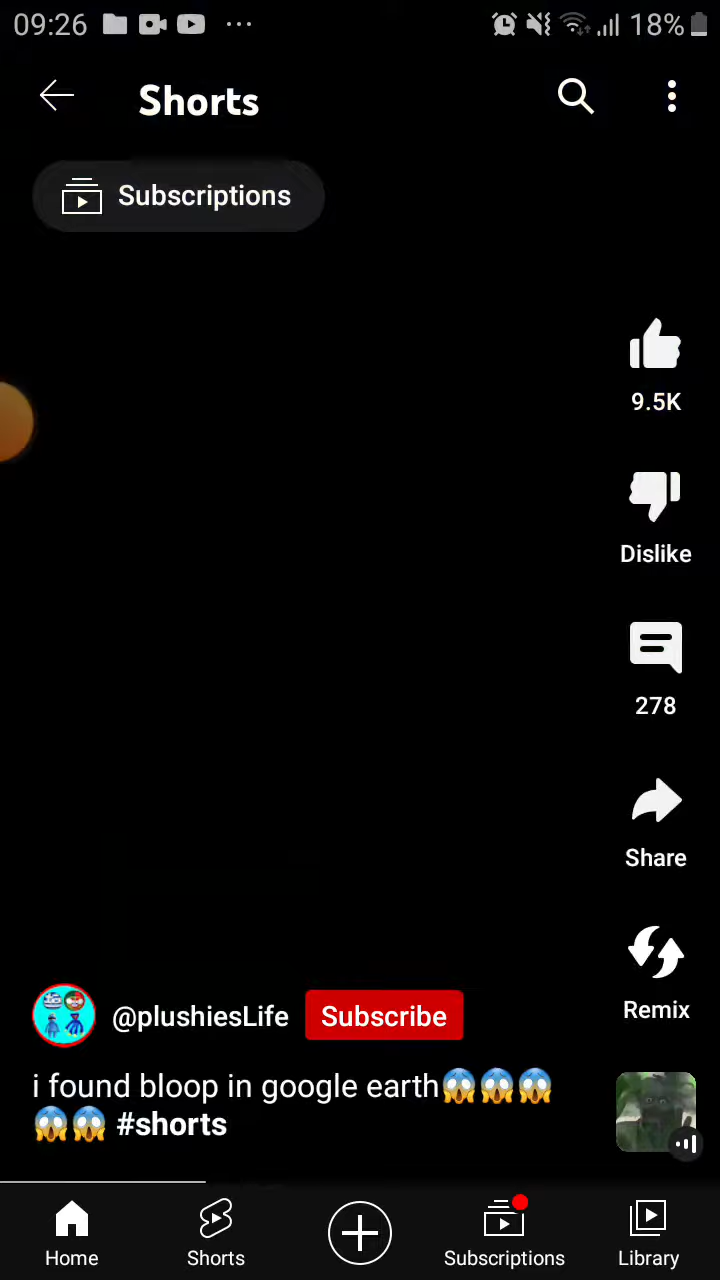 09:26 18%
Shorts
Subscriptions
9.5K
Dislike
278
Share
Remix
@plushiesLife Subscribe
i found bloop in google earth😱😱😱
😱😱 #shorts
Home Shorts Subscriptions Library